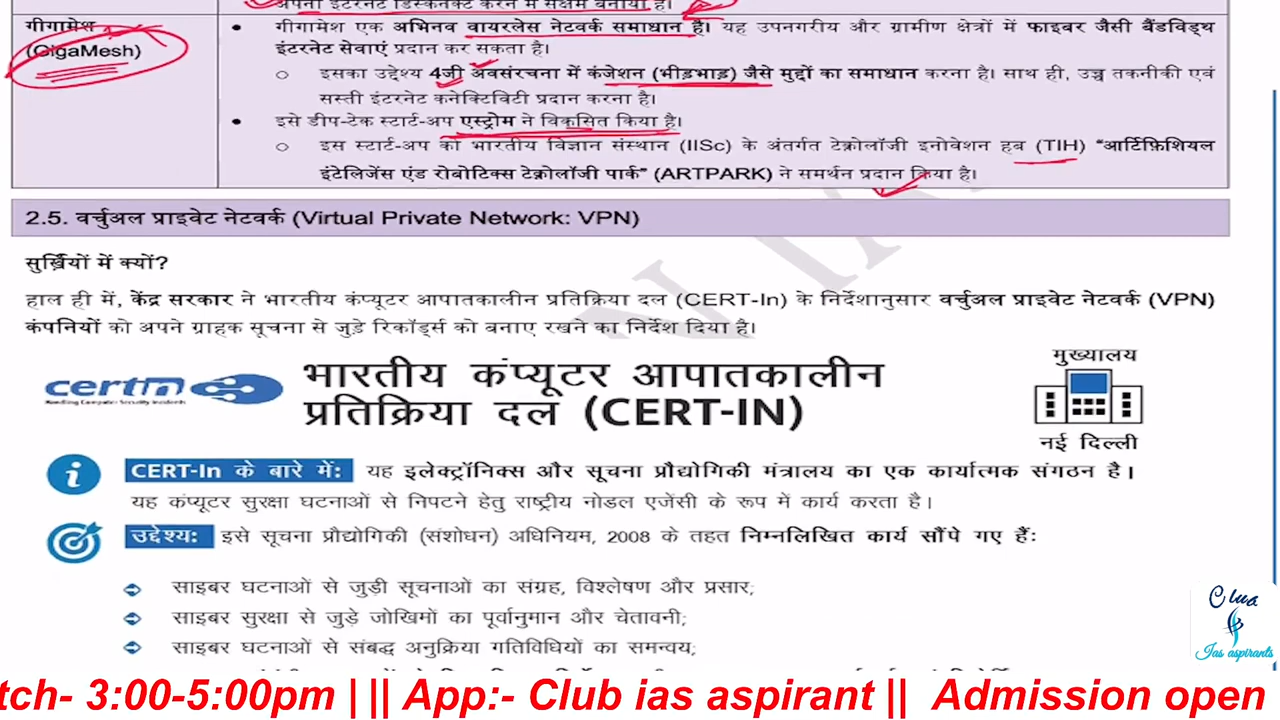 अपना इंटरनेट डिस्कनेक्ट करने में सक्षम बनाया है।
गीगामेश
(GigaMesh)
• गीगामेश एक अभिनव वायरलेस नेटवर्क समाधान है। यह उपनगरीय और ग्रामीण क्षेत्रों में फाइबर जैसी बैंडविड्थ
इंटरनेट सेवाएं प्रदान कर सकता है।
○ इसका उद्देश्य 4जी अवसंरचना में कंजेशन (भीड़भाड़) जैसे मुद्दों का समाधान करना है। साथ ही, उच्च तकनीकी एवं
सस्ती इंटरनेट कनेक्टिविटी प्रदान करना है।
• इसे डीप-टेक स्टार्ट-अप एस्ट्रोम ने विकसित किया है।
○ इस स्टार्ट-अप को भारतीय विज्ञान संस्थान (IISc) के अंतर्गत टेक्नोलॉजी इनोवेशन हब (TIH) “आर्टिफ़िशियल
इंटेलिजेंस एंड रोबोटिक्स टेक्नोलॉजी पार्क” (ARTPARK) ने समर्थन प्रदान किया है।
2.5. वर्चुअल प्राइवेट नेटवर्क (Virtual Private Network: VPN)
सुर्ख़ियों में क्यों?
हाल ही में, केंद्र सरकार ने भारतीय कंप्यूटर आपातकालीन प्रतिक्रिया दल (CERT-In) के निर्देशानुसार वर्चुअल प्राइवेट नेटवर्क (VPN)
कंपनियों को अपने ग्राहक सूचना से जुड़े रिकॉर्ड्स को बनाए रखने का निर्देश दिया है।
certin
Handling Computer Security Incidents
भारतीय कंप्यूटर आपातकालीन
प्रतिक्रिया दल (CERT-IN)
मुख्यालय
नई दिल्ली
CERT-In के बारे में: यह इलेक्ट्रॉनिक्स और सूचना प्रौद्योगिकी मंत्रालय का एक कार्यात्मक संगठन है।
यह कंप्यूटर सुरक्षा घटनाओं से निपटने हेतु राष्ट्रीय नोडल एजेंसी के रूप में कार्य करता है।
उद्देश्य: इसे सूचना प्रौद्योगिकी (संशोधन) अधिनियम, 2008 के तहत निम्नलिखित कार्य सौंपे गए हैं:
साइबर घटनाओं से जुड़ी सूचनाओं का संग्रह, विश्लेषण और प्रसार;
साइबर सुरक्षा से जुड़े जोखिमों का पूर्वानुमान और चेतावनी;
साइबर घटनाओं से संबद्ध अनुक्रिया गतिविधियों का समन्वय;
Club
Ias aspirants
tch- 3:00-5:00pm | || App:- Club ias aspirant || Admission open